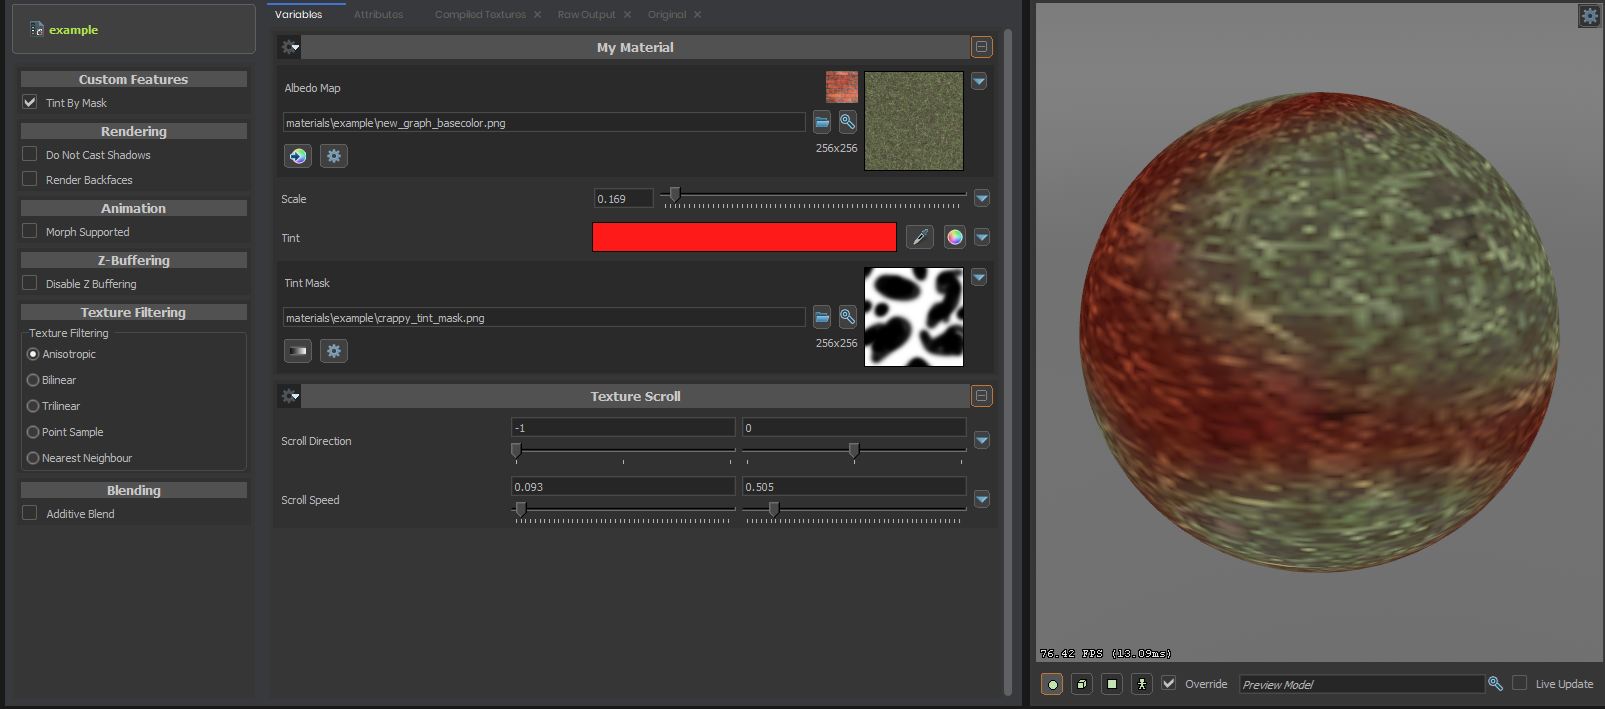 example
Custom Features
Tint By Mask
Rendering
Do Not Cast Shadows
Render Backfaces
Animation
Morph Supported
Z-Buffering
Disable Z Buffering
Texture Filtering
Texture Filtering
Anisotropic
Bilinear
Trilinear
Point Sample
Nearest Neighbour
Blending
Additive Blend
Variables Attributes Compiled Textures Raw Output Original
My Material
Albedo Map
materials\example\new_graph_basecolor.png
256x256
Scale 0.169
Tint
Tint Mask
materials\example\crappy_tint_mask.png
256x256
Texture Scroll
Scroll Direction -1 0
Scroll Speed 0.093 0.505
76.42 FPS (13.09ms)
Override Preview Model Live Update